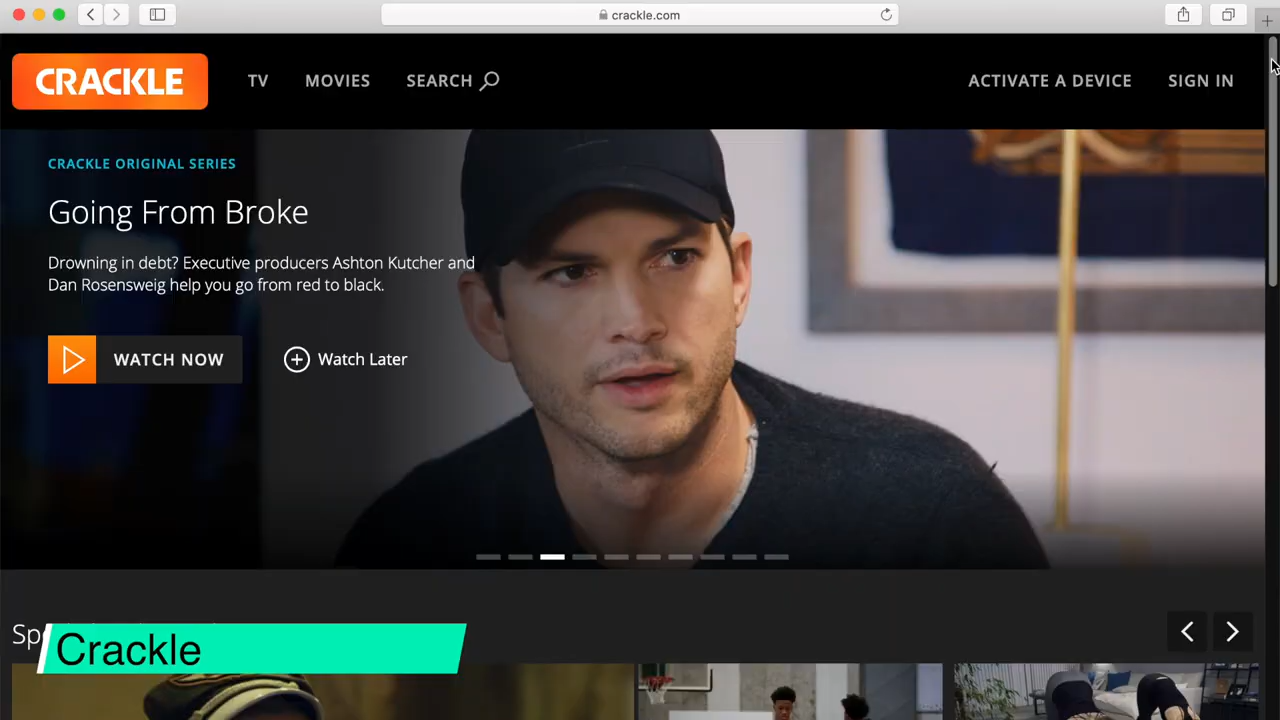 crackle.com
CRACKLE
TV
MOVIES
SEARCH
ACTIVATE A DEVICE
SIGN IN
CRACKLE ORIGINAL SERIES
Going From Broke
Drowning in debt? Executive producers Ashton Kutcher and
Dan Rosensweig help you go from red to black.
WATCH NOW
Watch Later
Crackle